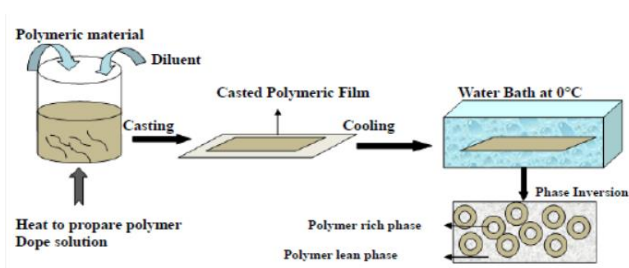 Polymeric material
Diluent
Casted Polymeric Film
Water Bath at 0°C
Casting
Cooling
Phase Inversion
Heat to propare polymer
Dope solution
Polymer rich phase
Polymer lean phase